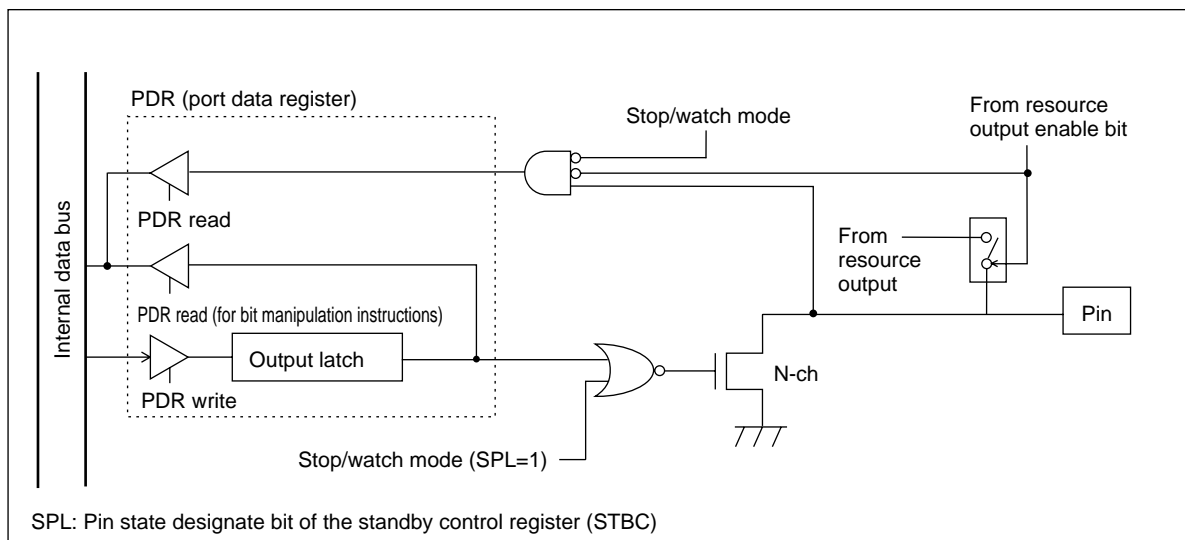 PDR (port data register)
Stop/watch mode
From resource
output enable bit
PDR read
From
resource
output
Internal data bus
PDR read (for bit manipulation instructions)
Output latch
Pin
N-ch
PDR write
Stop/watch mode (SPL=1)
SPL: Pin state designate bit of the standby control register (STBC)